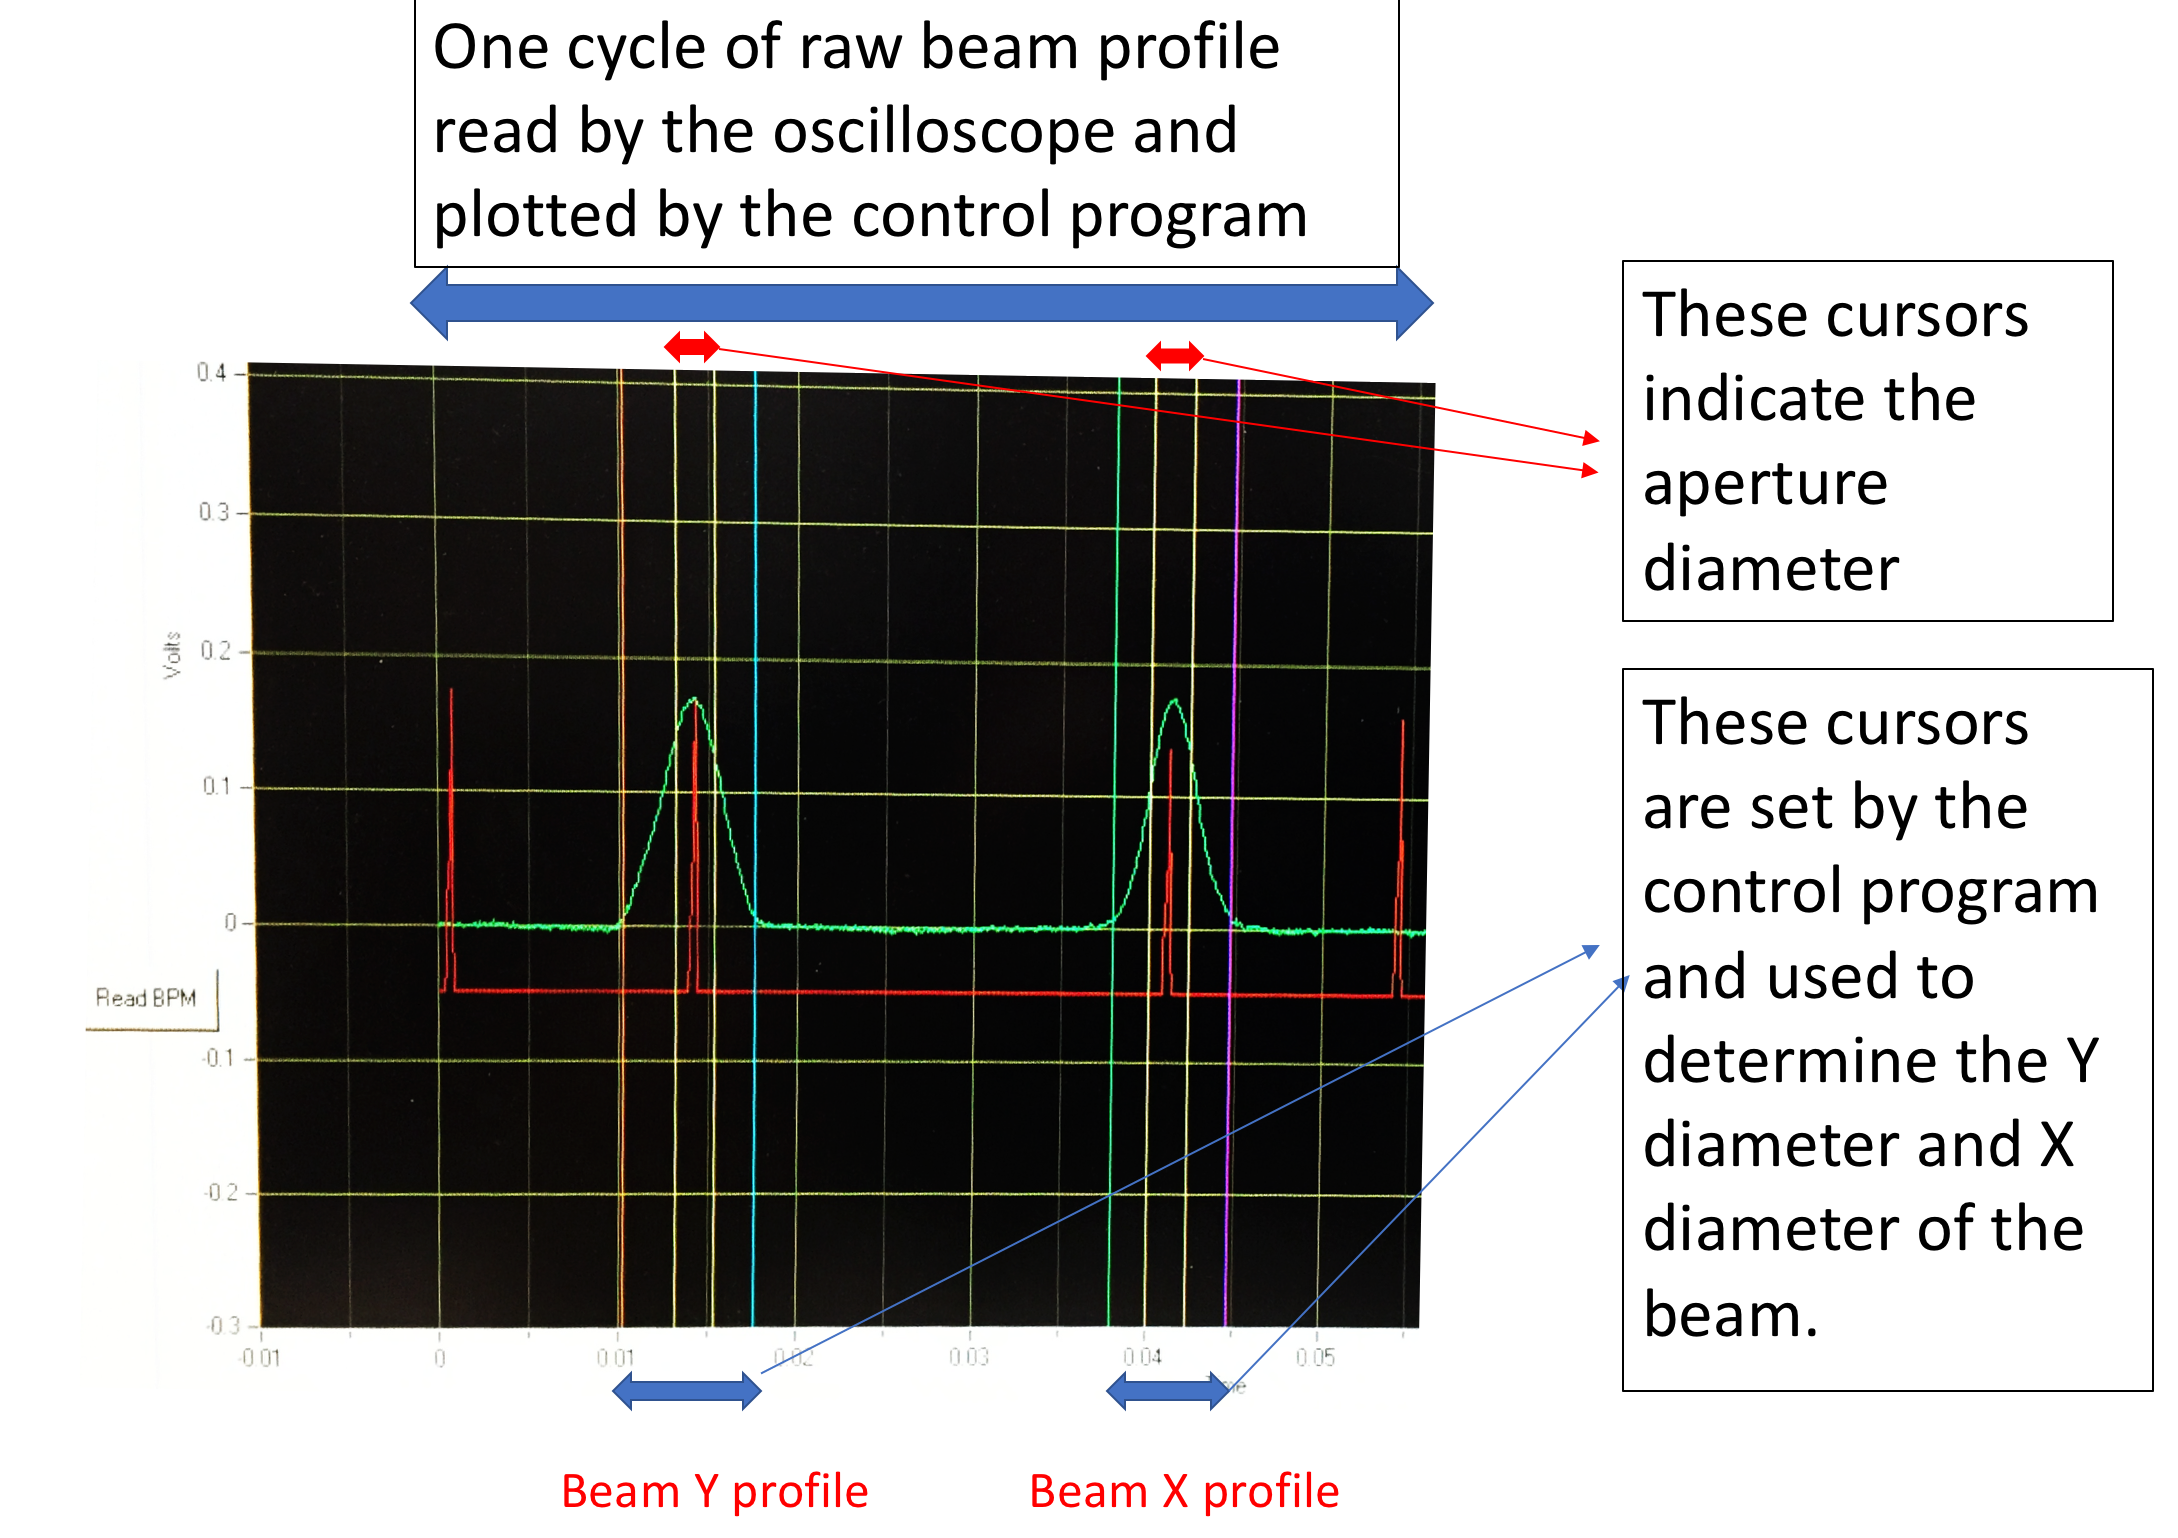 One cycle of raw beam profile
read by the oscilloscope and
plotted by the control program
These cursors
indicate the
aperture
diameter
These cursors
are set by the
control program
and used to
determine the Y
diameter and X
diameter of the
beam.
0.4
0.3
0.2
Volts
0.1
0
Read BPM
-0.1
-0.2
-0.3
-0.01
0
0.01
0.02
0.03
0.04
0.05
Beam Y profile
Beam X profile